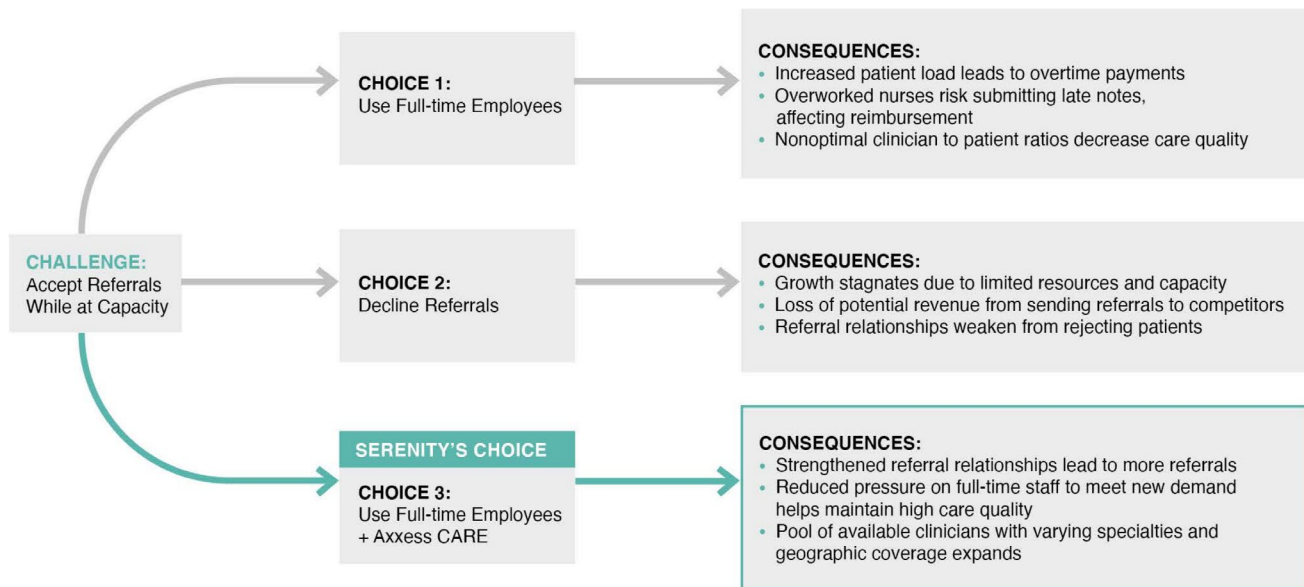 CHALLENGE:
Accept Referrals
While at Capacity
CHOICE 1:
Use Full-time Employees
CONSEQUENCES:
• Increased patient load leads to overtime payments
• Overworked nurses risk submitting late notes,
affecting reimbursement
• Nonoptimal clinician to patient ratios decrease care quality
CHOICE 2:
Decline Referrals
CONSEQUENCES:
• Growth stagnates due to limited resources and capacity
• Loss of potential revenue from sending referrals to competitors
• Referral relationships weaken from rejecting patients
SERENITY'S CHOICE
CHOICE 3:
Use Full-time Employees
+ Axxess CARE
CONSEQUENCES:
• Strengthened referral relationships lead to more referrals
• Reduced pressure on full-time staff to meet new demand
helps maintain high care quality
• Pool of available clinicians with varying specialties and
geographic coverage expands